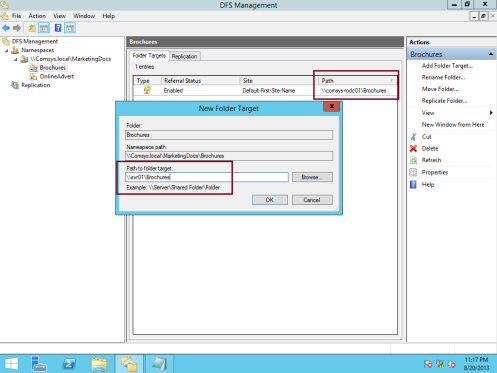 DFS Management
File Action View Window Help
DFS Management
Namespaces
\\Comsys.local\MarketingDocs
Brochures
OnlineAdvert
Replication
Brochures
Folder Targets Replication
1 entries
Type Referral Status Site Path
Enabled Default-First-Site-Name \\comsys-rodc01\Brochures
New Folder Target
Folder:
Brochures
Namespace path:
\\Comsys.local\MarketingDocs\Brochures
Path to folder target:
\\svr01\Brochures
Browse...
Example: \\Server\Shared Folder\Folder
OK Cancel
Actions
Brochures
Add Folder Target...
Rename Folder...
Move Folder...
Replicate Folder...
View
New Window from Here
Cut
Delete
Refresh
Properties
Help
11:17 PM
8/20/2013